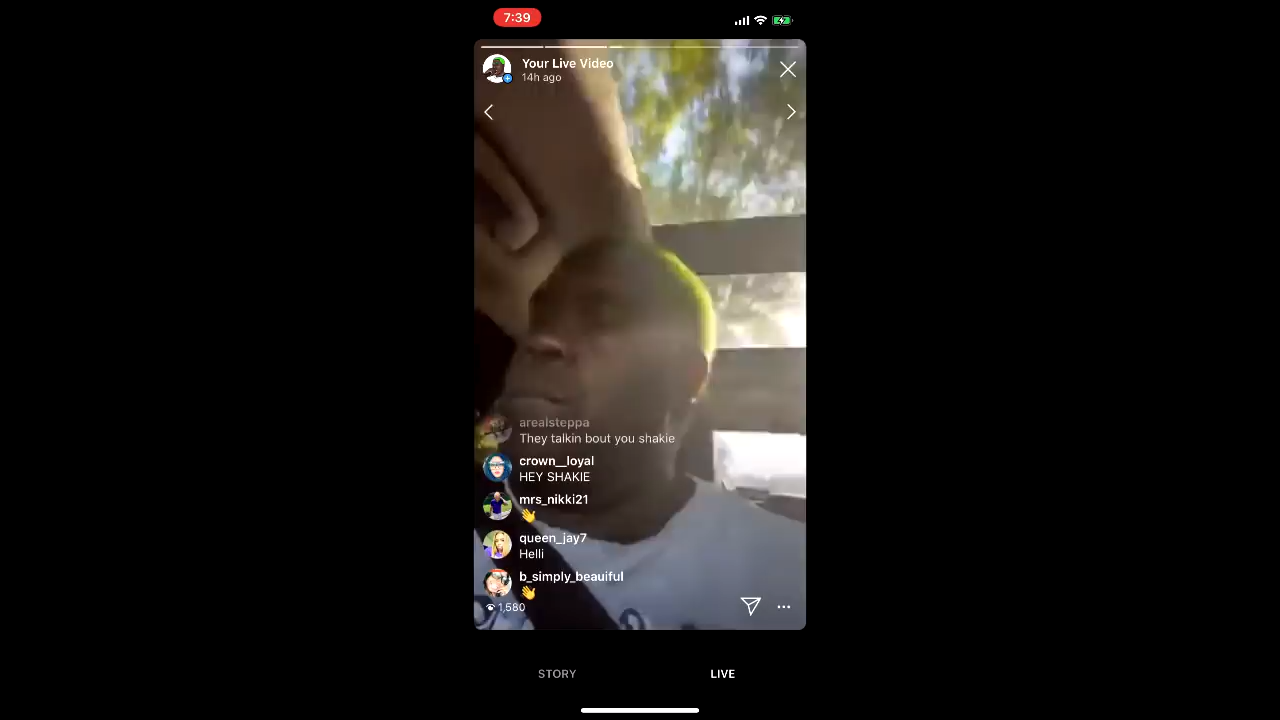 7:39
Your Live Video
14h ago
arealsteppa
They talkin bout you shakie
crown__loyal
HEY SHAKIE
mrs_nikki21
👋
queen_jay7
Helli
b_simply_beauiful
👋
1,580
STORY
LIVE